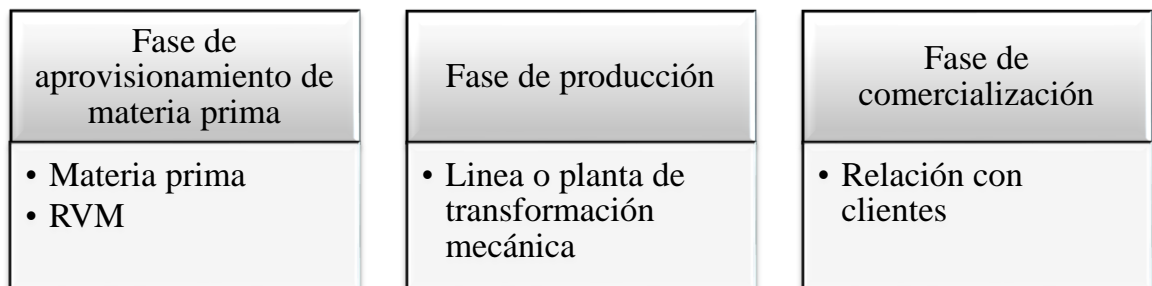 Fase de
aprovisionamiento de
materia prima
• Materia prima
• RVM
Fase de producción
• Linea o planta de
transformación
mecánica
Fase de
comercialización
• Relación con
clientes